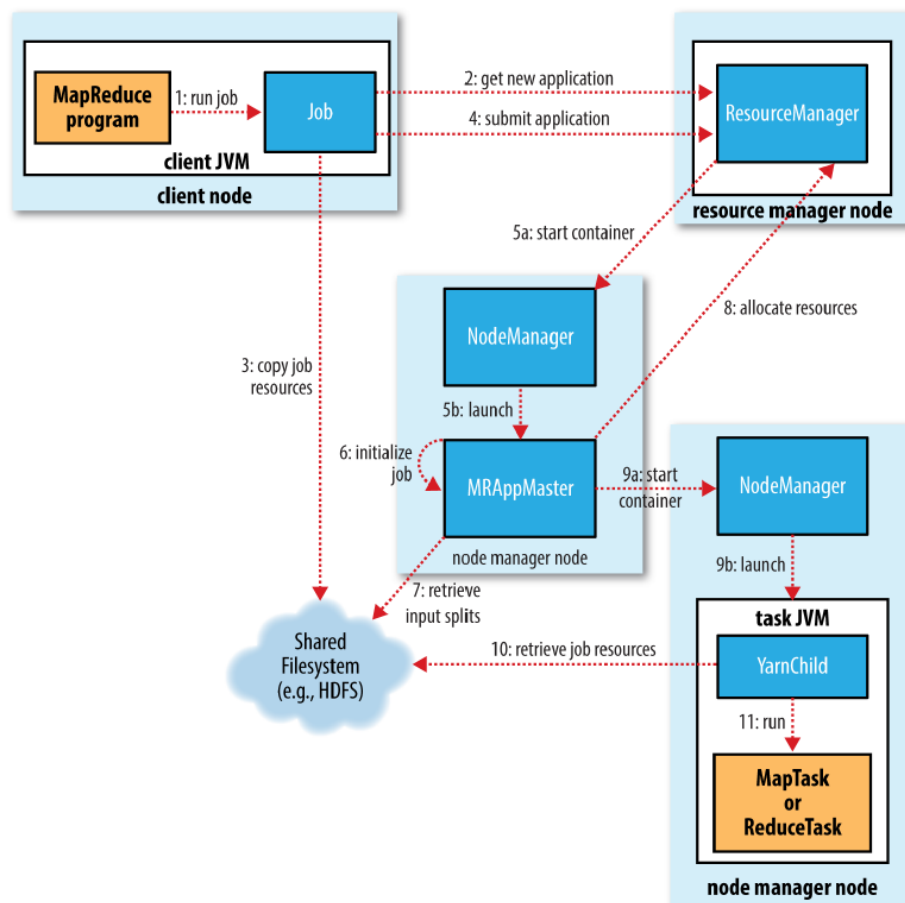 MapReduce
program
1: run job
Job
client JVM
client node
2: get new application
4: submit application
ResourceManager
resource manager node
5a: start container
8: allocate resources
3: copy job
resources
NodeManager
5b: launch
6: initialize
job
MRAppMaster
node manager node
9a: start
container
NodeManager
9b: launch
7: retrieve
input splits
Shared
Filesystem
(e.g., HDFS)
10: retrieve job resources
task JVM
YarnChild
11: run
MapTask
or
ReduceTask
node manager node